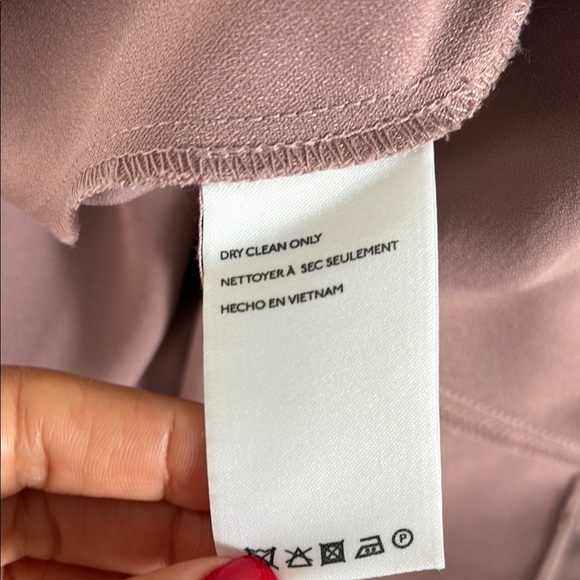 DRY CLEAN ONLY
NETTOYER À SEC SEULEMENT
HECHO EN VIETNAM
P